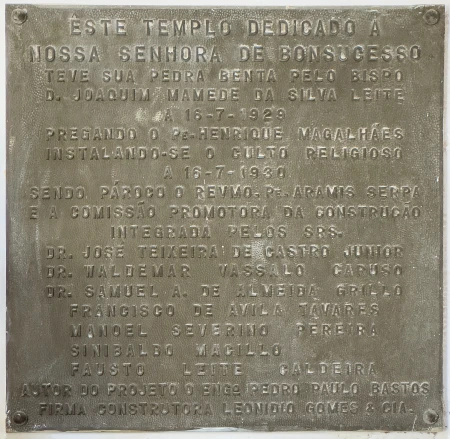 ÊSTE TEMPLO DEDICADO A
NOSSA SENHORA DE BONSUCESSO
TEVE SUA PEDRA BENTA PELO BISPO
D. JOAQUIM MAMEDE DA SILVA LEITE
A 16-7-1929
PREGANDO O PE. HENRIQUE MAGALHÃES
INSTALANDO-SE O CULTO RELIGIOSO
A 16-7-1930
SENDO PÁROCO O REVMO. PE. ARAMIS SERPA
E A COMISSÃO PROMOTORA DA CONSTRUÇÃO
INTEGRADA PELOS SRS.
DR. JOSÉ TEIXEIRA DE CASTRO JUNIOR
DR. WALDEMAR VASSALO CARUSO
DR. SAMUEL A. DE ALMEIDA GRILLO
FRANCISCO DE ÁVILA TAVARES
MANOEL SEVERINO PEREIRA
SINIBALDO MAGILLO
FAUSTO LEITE CALDEIRA
AUTOR DO PROJETO O ENGº PEDRO PAULO BASTOS
FIRMA CONSTRUTORA LEONIDIO GOMES & CIA.